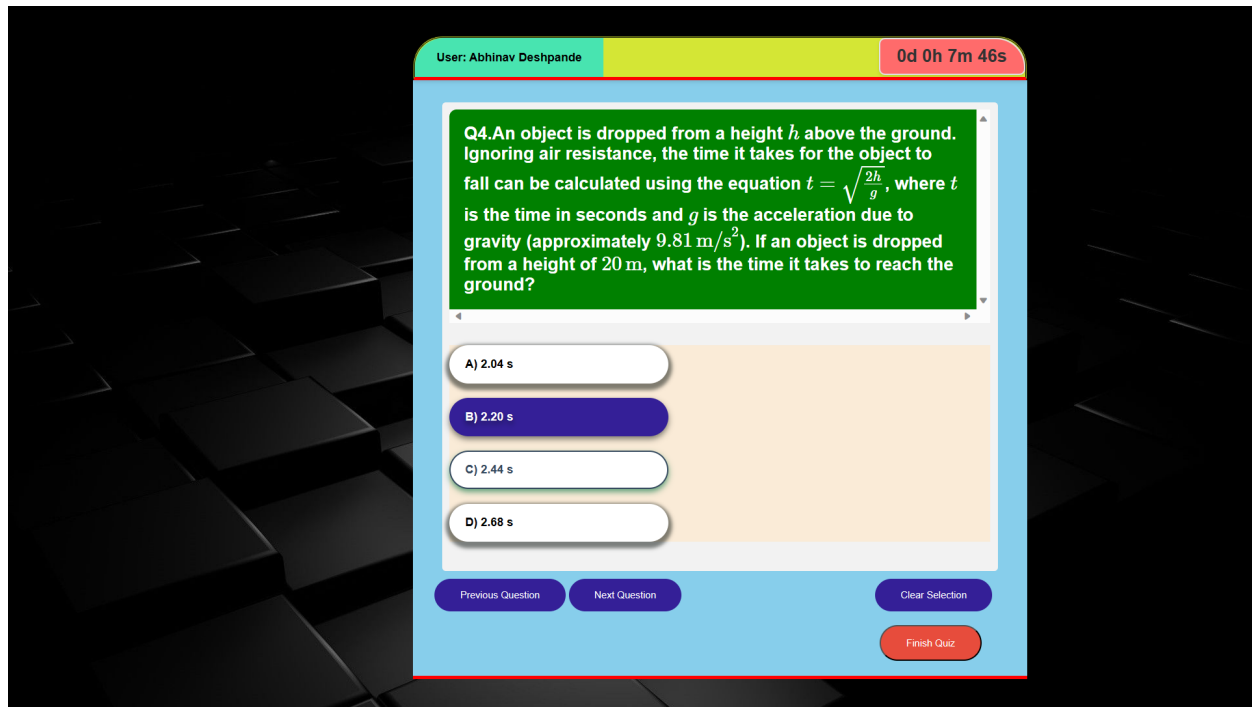 User: Abhinav Deshpande
0d 0h 7m 46s
Q4.An object is dropped from a height h above the ground.
Ignoring air resistance, the time it takes for the object to
fall can be calculated using the equation t = √(2h/g), where t
is the time in seconds and g is the acceleration due to
gravity (approximately 9.81 m/s²). If an object is dropped
from a height of 20 m, what is the time it takes to reach the
ground?
A) 2.04 s
B) 2.20 s
C) 2.44 s
D) 2.68 s
Previous Question Next Question Clear Selection
Finish Quiz